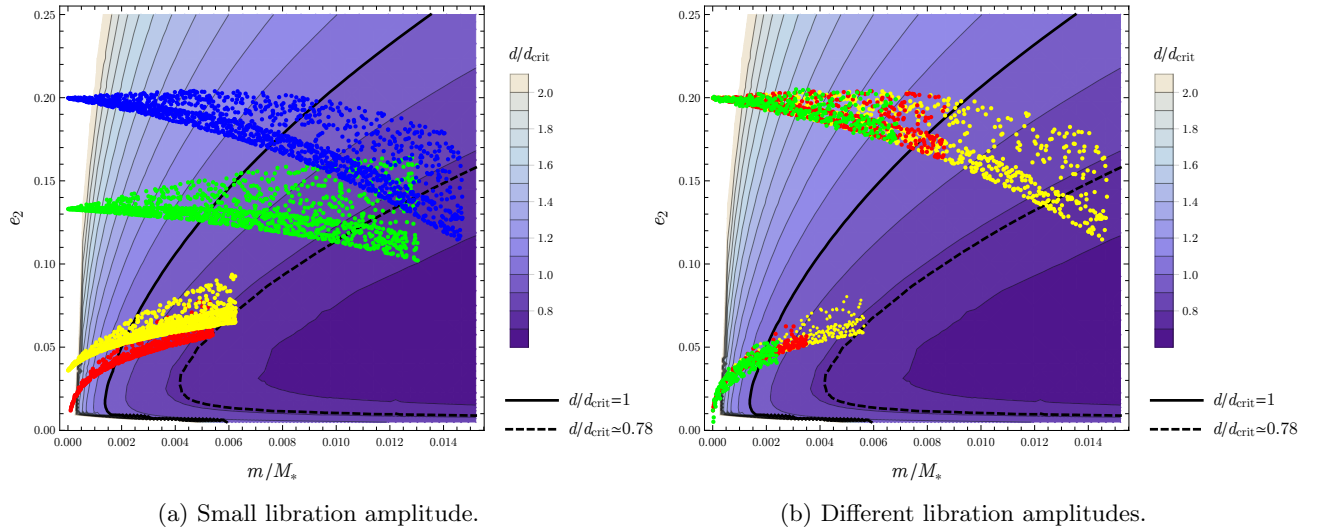 0.25
0.20
0.15
0.10
0.05
0.00
e₂
0.000 0.002 0.004 0.006 0.008 0.010 0.012 0.014
m/M∗
d/dcrit
2.0
1.8
1.6
1.4
1.2
1.0
0.8
d/dcrit=1
d/dcrit≃0.78
(a) Small libration amplitude.
0.25
0.20
0.15
0.10
0.05
0.00
e₂
0.000 0.002 0.004 0.006 0.008 0.010 0.012 0.014
m/M∗
d/dcrit
2.0
1.8
1.6
1.4
1.2
1.0
0.8
d/dcrit=1
d/dcrit≃0.78
(b) Different libration amplitudes.